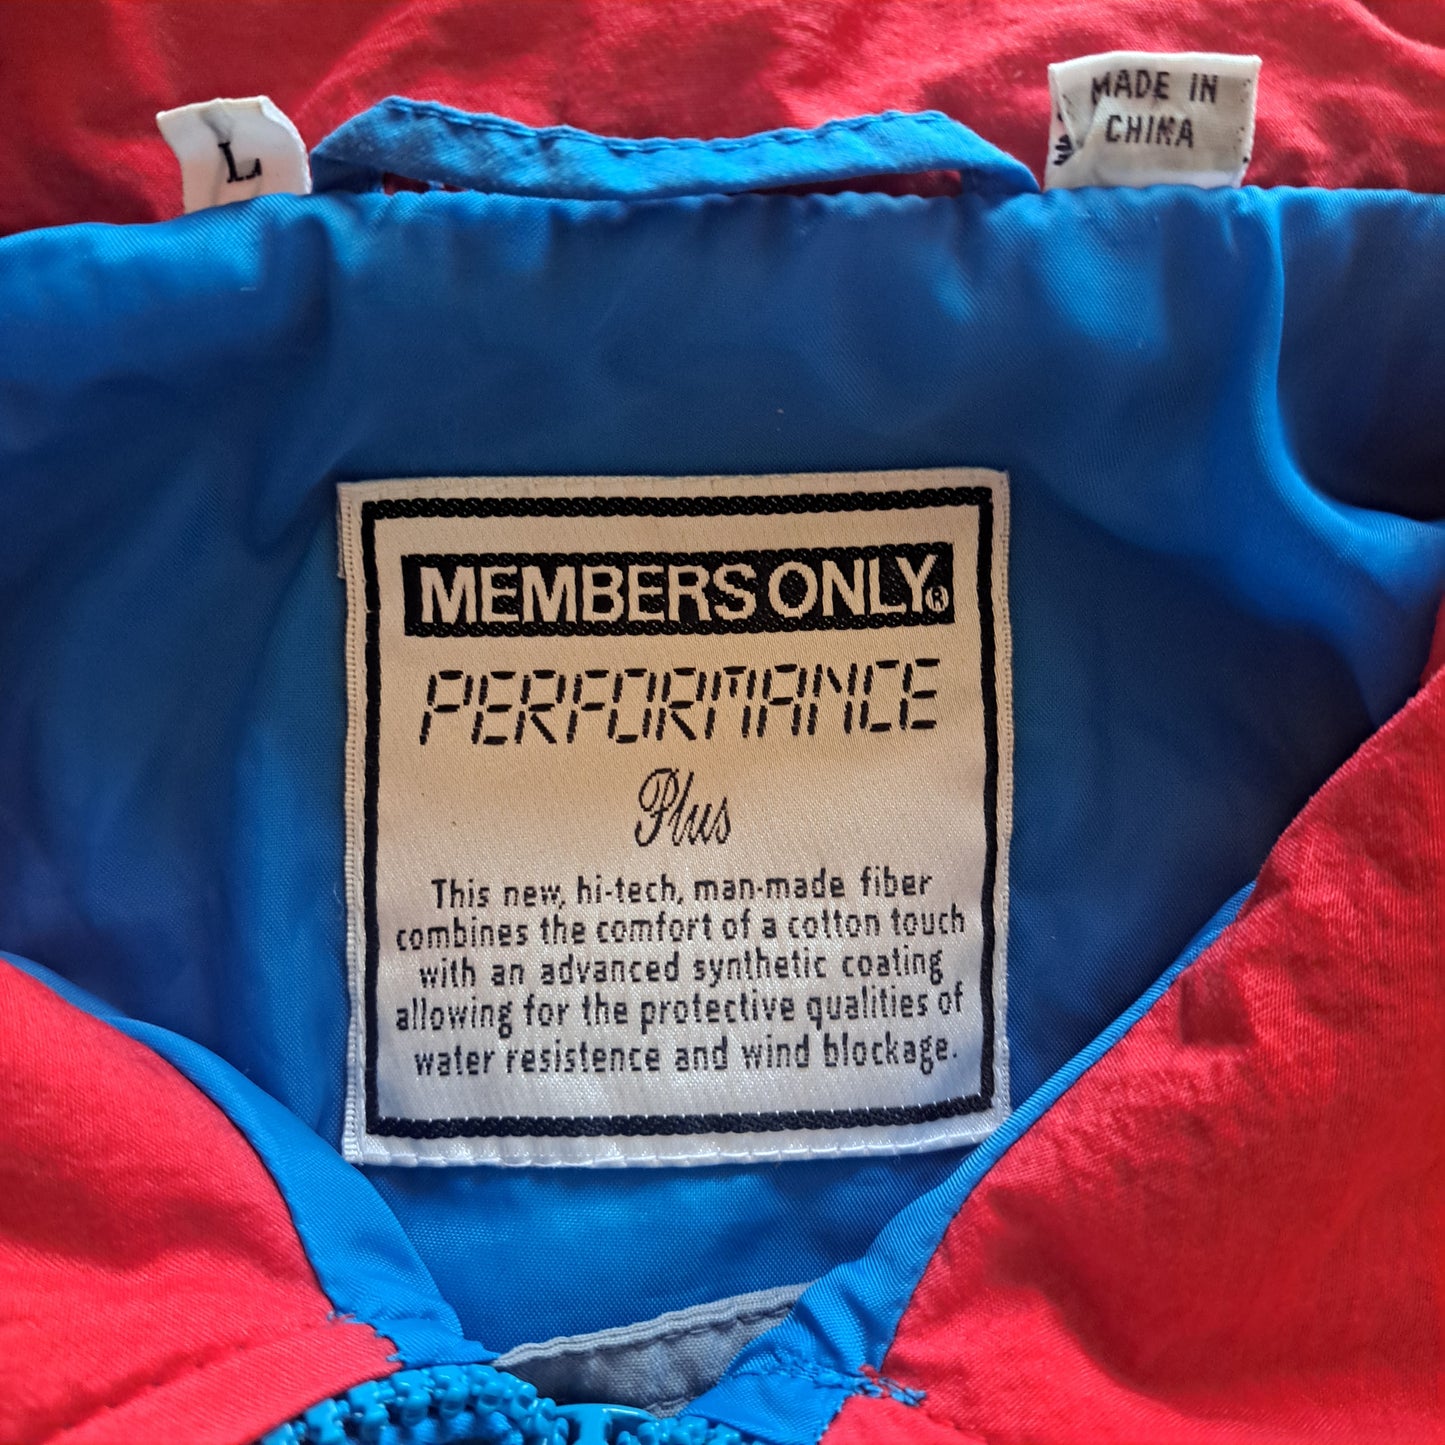 L
MADE IN
CHINA
MEMBERS ONLY®
PERFORMANCE
Plus
This new, hi-tech, man-made fiber
combines the comfort of a cotton touch
with an advanced synthetic coating
allowing for the protective qualities of
water resistence and wind blockage.